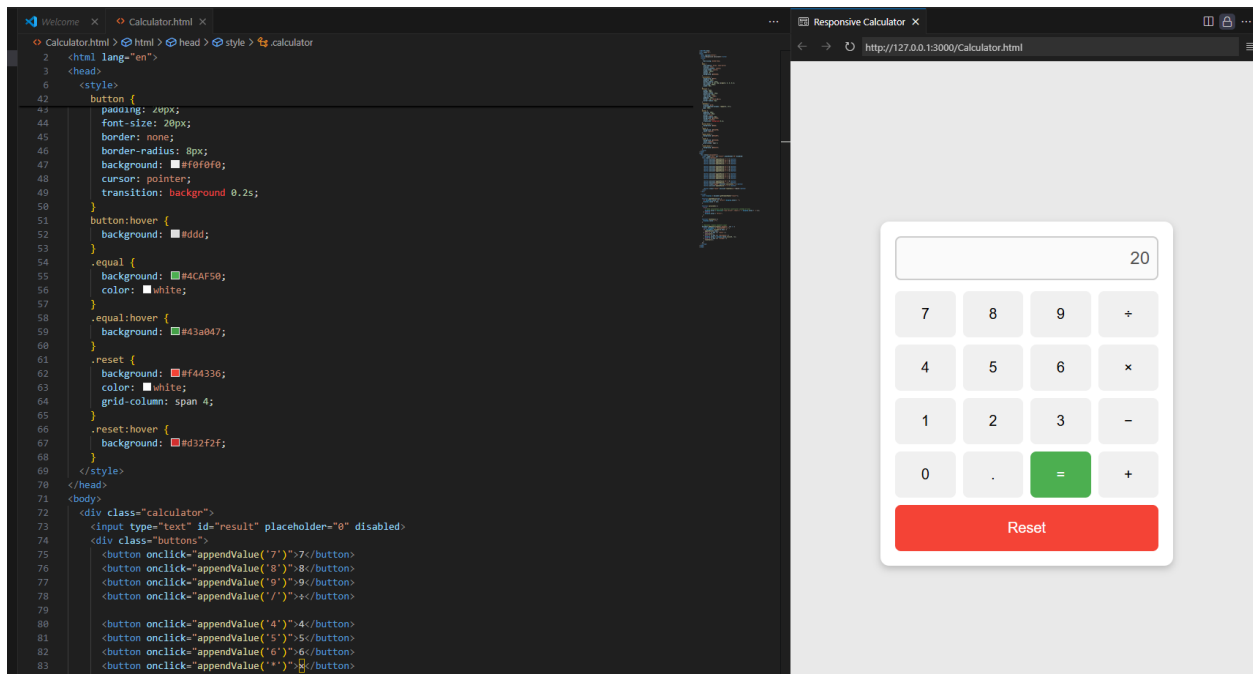 Welcome
Calculator.html
Calculator.html > html > head > style > .calculator
2 <html lang="en">
3 <head>
6 <style>
42 button {
43 padding: 20px;
44 font-size: 20px;
45 border: none;
46 border-radius: 8px;
47 background: #f0f0f0;
48 cursor: pointer;
49 transition: background 0.2s;
50 }
51 button:hover {
52 background: #ddd;
53 }
54 .equal {
55 background: #4CAF50;
56 color: white;
57 }
58 .equal:hover {
59 background: #43a047;
60 }
61 .reset {
62 background: #f44336;
63 color: white;
64 grid-column: span 4;
65 }
66 .reset:hover {
67 background: #d32f2f;
68 }
69 </style>
70 </head>
71 <body>
72 <div class="calculator">
73 <input type="text" id="result" placeholder="0" disabled>
74 <div class="buttons">
75 <button onclick="appendValue('7')">7</button>
76 <button onclick="appendValue('8')">8</button>
77 <button onclick="appendValue('9')">9</button>
78 <button onclick="appendValue('/')">÷</button>
79
80 <button onclick="appendValue('4')">4</button>
81 <button onclick="appendValue('5')">5</button>
82 <button onclick="appendValue('6')">6</button>
83 <button onclick="appendValue('*')">×</button>
Responsive Calculator
http://127.0.0.1:3000/Calculator.html
20
7 8 9 ÷
4 5 6 ×
1 2 3 −
0 . = +
Reset